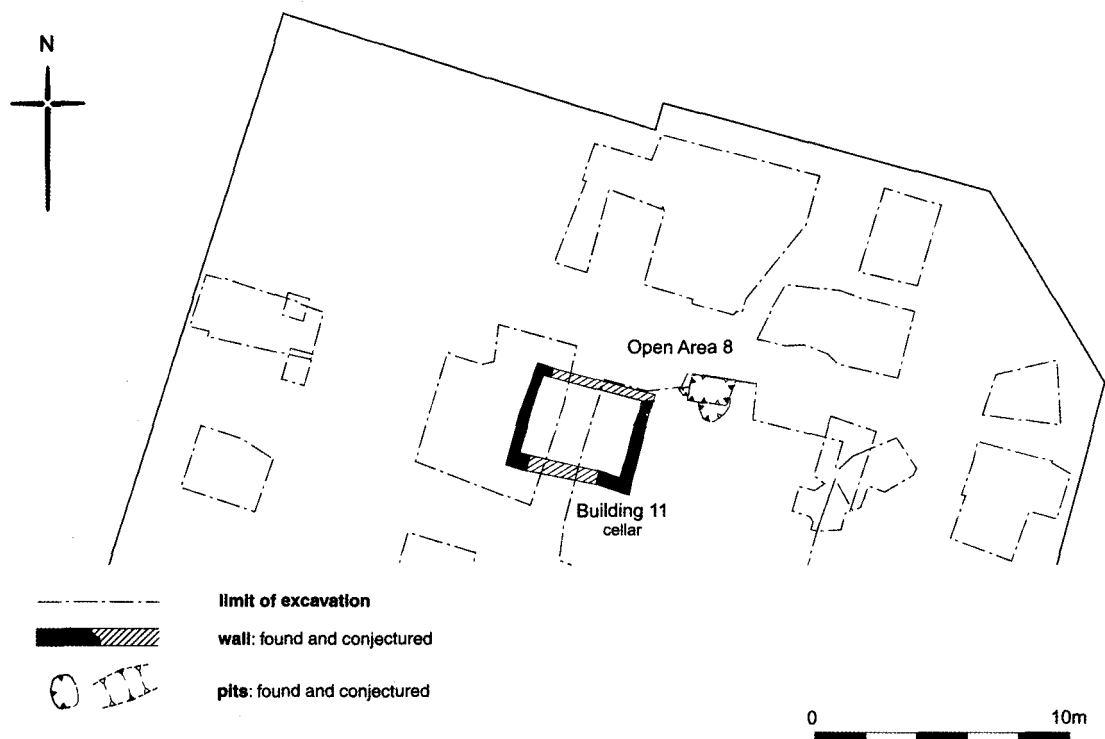 N
Open Area 8
Building 11
cellar
limit of excavation
wall: found and conjectured
pits: found and conjectured
0 10m